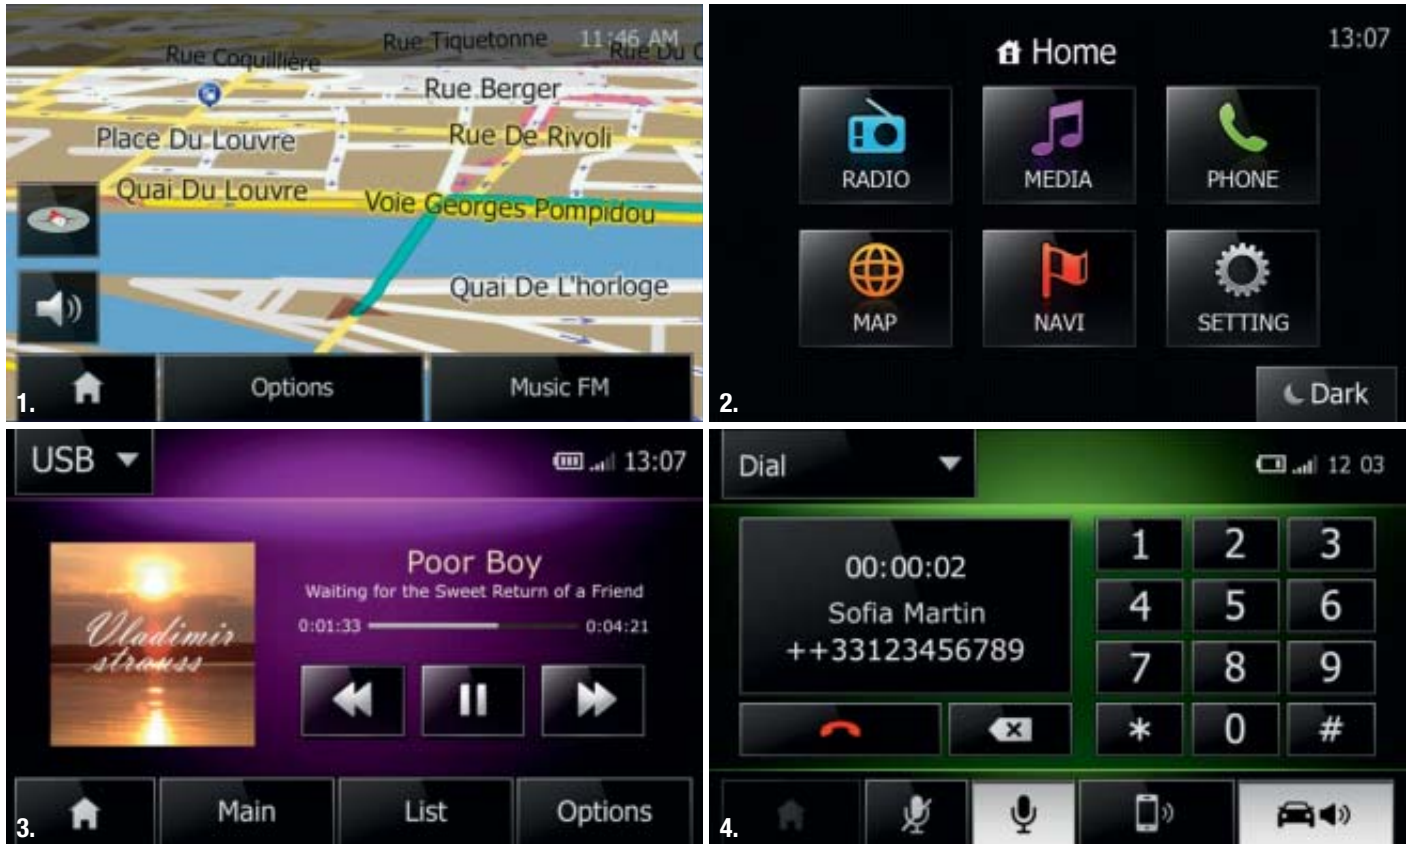 11:46 AM
Rue Tiquetonne
Rue Du C
Rue Coquillière
Rue Berger
Place Du Louvre
Rue De Rivoli
Quai Du Louvre
Voie Georges Pompidou
Quai De L'horloge
Options
Music FM
1.
Home
13:07
RADIO
MEDIA
PHONE
MAP
NAVI
SETTING
Dark
2.
USB
13:07
Poor Boy
Waiting for the Sweet Return of a Friend
0:01:33
0:04:21
Vladimir
strauss
Main
List
Options
3.
Dial
12 03
00:00:02
Sofia Martin
++33123456789
1
2
3
4
5
6
7
8
9
*
0
#
4.